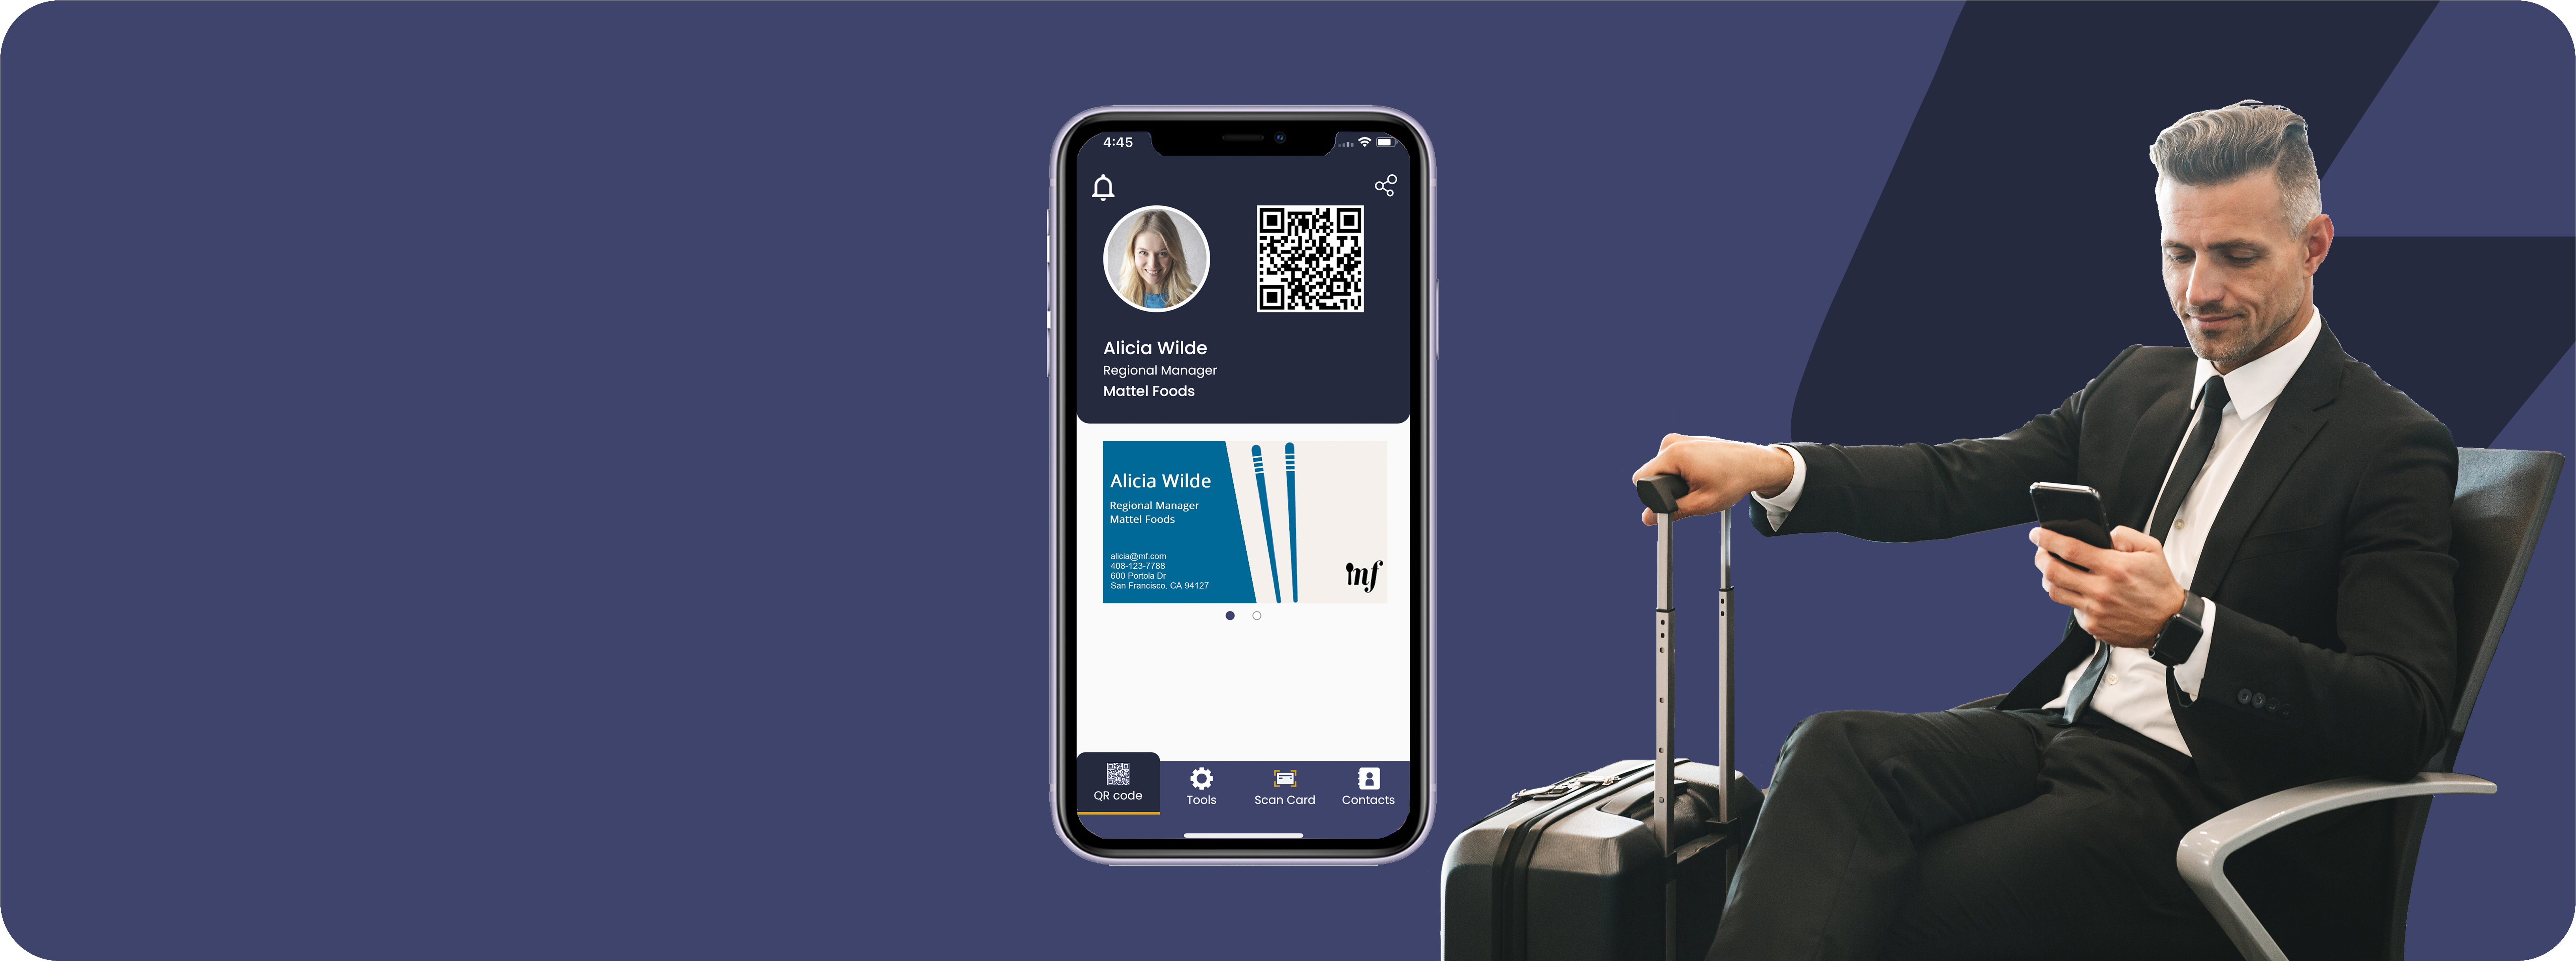 4:45
Alicia Wilde
Regional Manager
Mattel Foods
Alicia Wilde
Regional Manager
Mattel Foods
alicia@mf.com
408-123-7788
600 Portola Dr
San Francisco, CA 94127
mf
QR code
Tools
Scan Card
Contacts